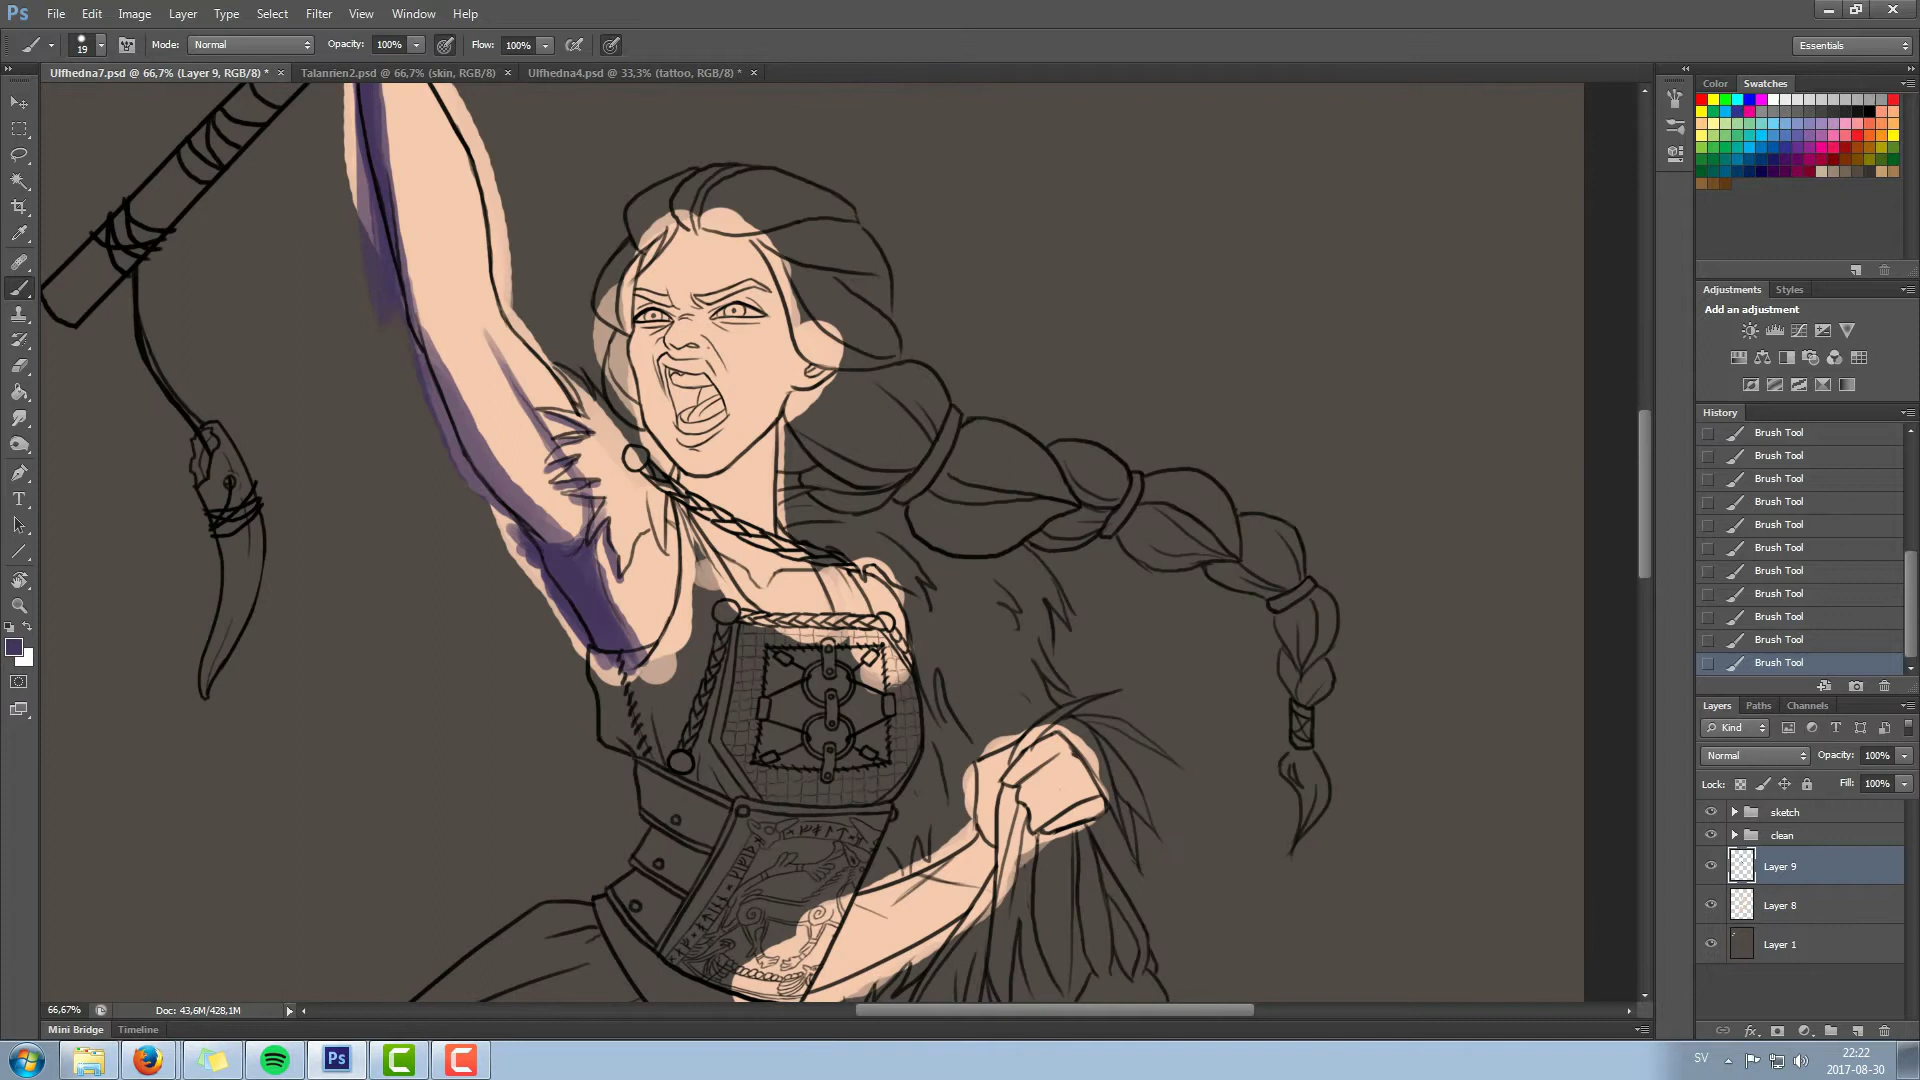 Ps File Edit Image Layer Type Select Filter Analysis View Window Help
19 Mode: Normal Opacity: 100% Flow: 100% Essentials
Ulfhedna7.psd @ 66,7% (Layer 9, RGB/8) * × Talanrien2.psd @ 66,7% (skin, RGB/8) × Ulfhedna4.psd @ 33,3% (tattoo, RGB/8) * ×
Color Swatches
Adjustments Styles
Add an adjustment
History
Brush Tool
Brush Tool
Brush Tool
Brush Tool
Brush Tool
Brush Tool
Brush Tool
Brush Tool
Brush Tool
Brush Tool
Brush Tool
Layers Paths Channels
Kind
Normal Opacity: 100%
Lock: Fill: 100%
sketch
clean
Layer 9
Layer 8
Layer 1
66,67% Doc: 43,6M/428,1M
Mini Bridge Timeline
Ps SV 22:22
2017-08-30